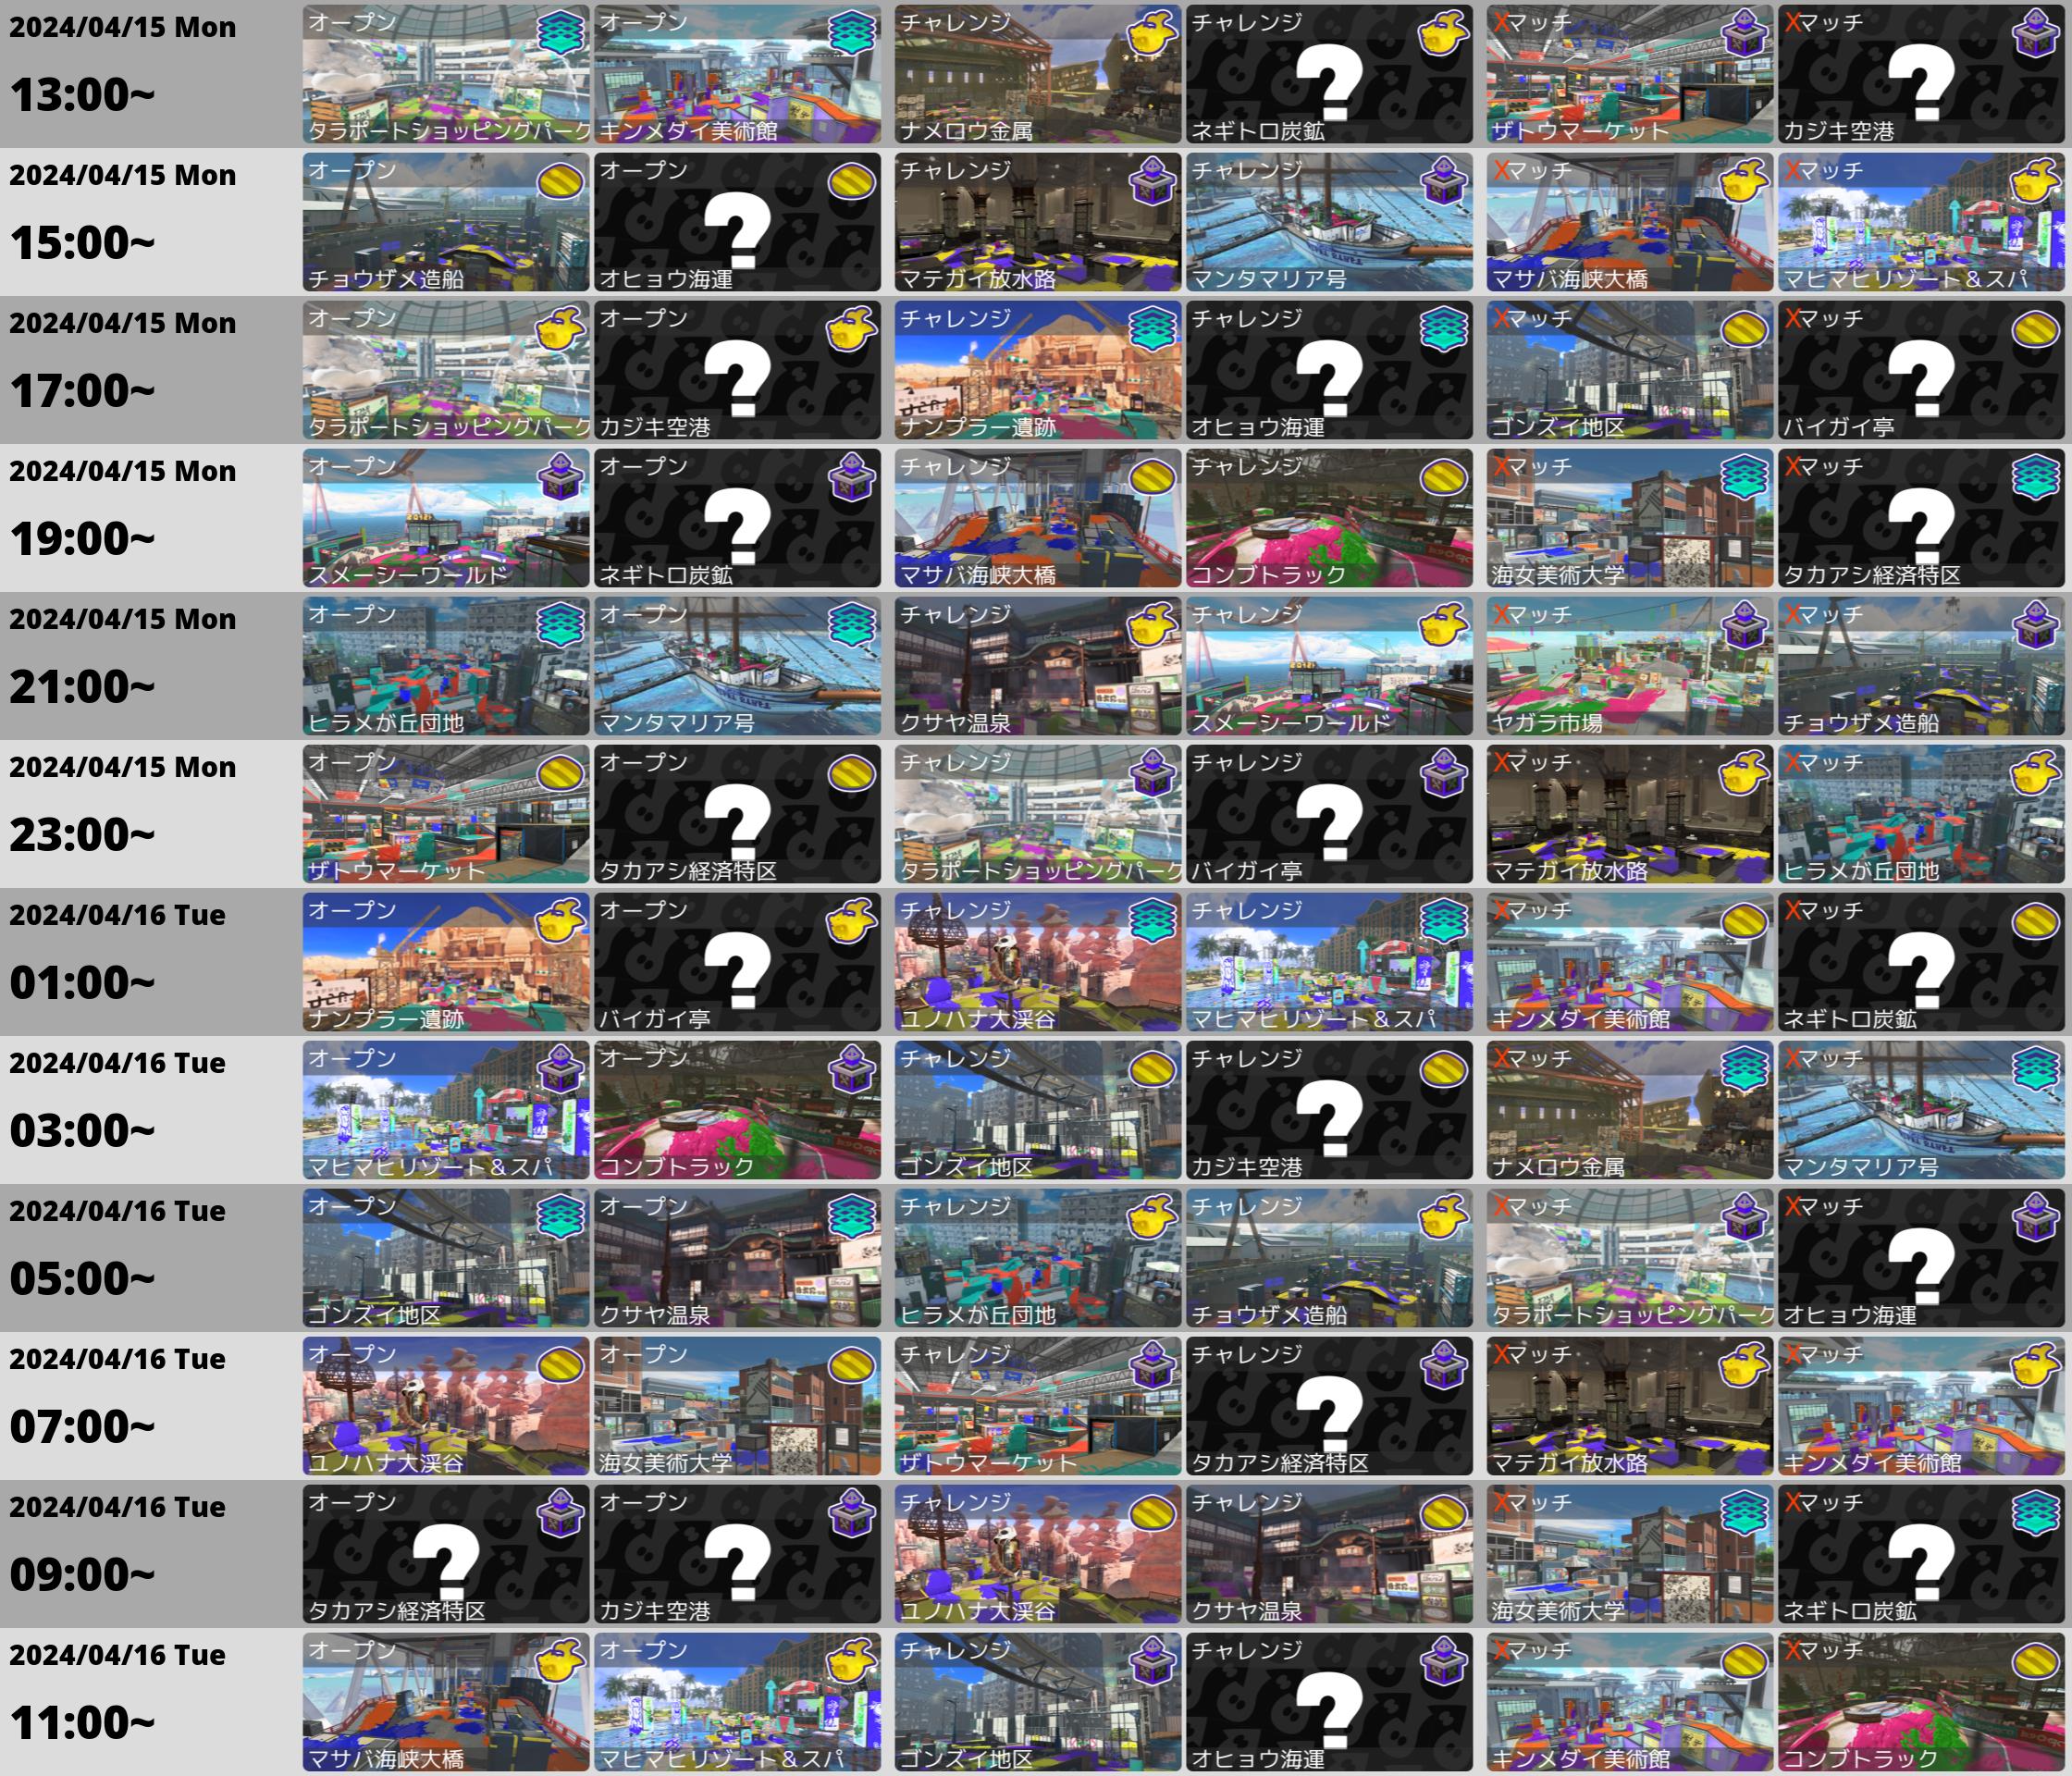 2024/04/15 Mon
13:00~
オープン
タラポートショッピングパーク
オープン
キンメダイ美術館
チャレンジ
ナメロウ金属
チャレンジ
ネギトロ炭鉱
Xマッチ
ザトウマーケット
Xマッチ
カジキ空港
2024/04/15 Mon
15:00~
オープン
チョウザメ造船
オープン
オヒョウ海運
チャレンジ
マテガイ放水路
チャレンジ
マンタマリア号
Xマッチ
マサバ海峡大橋
Xマッチ
マヒマヒリゾート＆スパ
2024/04/15 Mon
17:00~
オープン
タラポートショッピングパーク
オープン
カジキ空港
チャレンジ
ナンプラー遺跡
チャレンジ
オヒョウ海運
Xマッチ
ゴンズイ地区
Xマッチ
バイガイ亭
2024/04/15 Mon
19:00~
オープン
スメーシーワールド
オープン
ネギトロ炭鉱
チャレンジ
マサバ海峡大橋
チャレンジ
コンブトラック
Xマッチ
海女美術大学
Xマッチ
タカアシ経済特区
2024/04/15 Mon
21:00~
オープン
ヒラメが丘団地
オープン
マンタマリア号
チャレンジ
クサヤ温泉
チャレンジ
スメーシーワールド
Xマッチ
ヤガラ市場
Xマッチ
チョウザメ造船
2024/04/15 Mon
23:00~
オープン
ザトウマーケット
オープン
タカアシ経済特区
チャレンジ
タラポートショッピングパーク
チャレンジ
バイガイ亭
Xマッチ
マテガイ放水路
Xマッチ
ヒラメが丘団地
2024/04/16 Tue
01:00~
オープン
ナンプラー遺跡
オープン
バイガイ亭
チャレンジ
ユノハナ大渓谷
チャレンジ
マヒマヒリゾート＆スパ
Xマッチ
キンメダイ美術館
Xマッチ
ネギトロ炭鉱
2024/04/16 Tue
03:00~
オープン
マヒマヒリゾート＆スパ
オープン
コンブトラック
チャレンジ
ゴンズイ地区
チャレンジ
カジキ空港
Xマッチ
ナメロウ金属
Xマッチ
マンタマリア号
2024/04/16 Tue
05:00~
オープン
ゴンズイ地区
オープン
クサヤ温泉
チャレンジ
ヒラメが丘団地
チャレンジ
チョウザメ造船
Xマッチ
タラポートショッピングパーク
Xマッチ
オヒョウ海運
2024/04/16 Tue
07:00~
オープン
ユノハナ大渓谷
オープン
海女美術大学
チャレンジ
ザトウマーケット
チャレンジ
タカアシ経済特区
Xマッチ
マテガイ放水路
Xマッチ
キンメダイ美術館
2024/04/16 Tue
09:00~
オープン
タカアシ経済特区
オープン
カジキ空港
チャレンジ
ユノハナ大渓谷
チャレンジ
クサヤ温泉
Xマッチ
海女美術大学
Xマッチ
ネギトロ炭鉱
2024/04/16 Tue
11:00~
オープン
マサバ海峡大橋
オープン
マヒマヒリゾート＆スパ
チャレンジ
ゴンズイ地区
チャレンジ
オヒョウ海運
Xマッチ
キンメダイ美術館
Xマッチ
コンブトラック